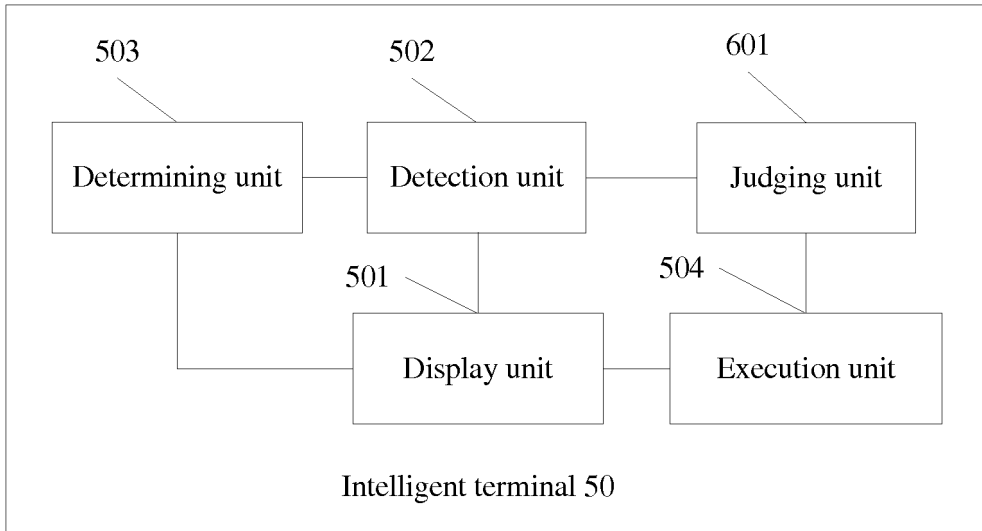 503
502
601
Determining unit
Detection unit
Judging unit
501
504
Display unit
Execution unit
Intelligent terminal 50